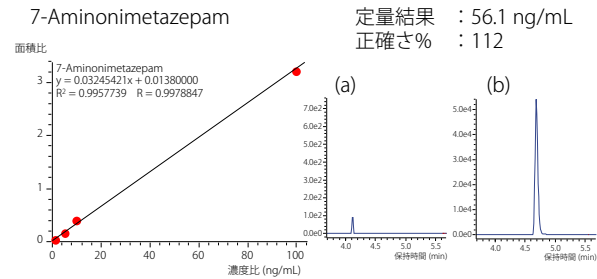 7-Aminonimetazepam
定量結果 ：56.1 ng/mL
正確さ% ：112
面積比
7-Aminonimetazepam
y = 0.03245421x + 0.01380000
R² = 0.9957739 R = 0.9978847
3
2
1
0
0 20 40 60 80 100
濃度比 (ng/mL)
(a)
7.0e2
6.0e2
5.0e2
4.0e2
3.0e2
2.0e2
1.0e2
0.0e0
4.0 4.5 5.0 5.5
保持時間 (min)
(b)
5.0e4
4.0e4
3.0e4
2.0e4
1.0e4
0.0e0
4.0 4.5 5.0 5.5
保持時間 (min)